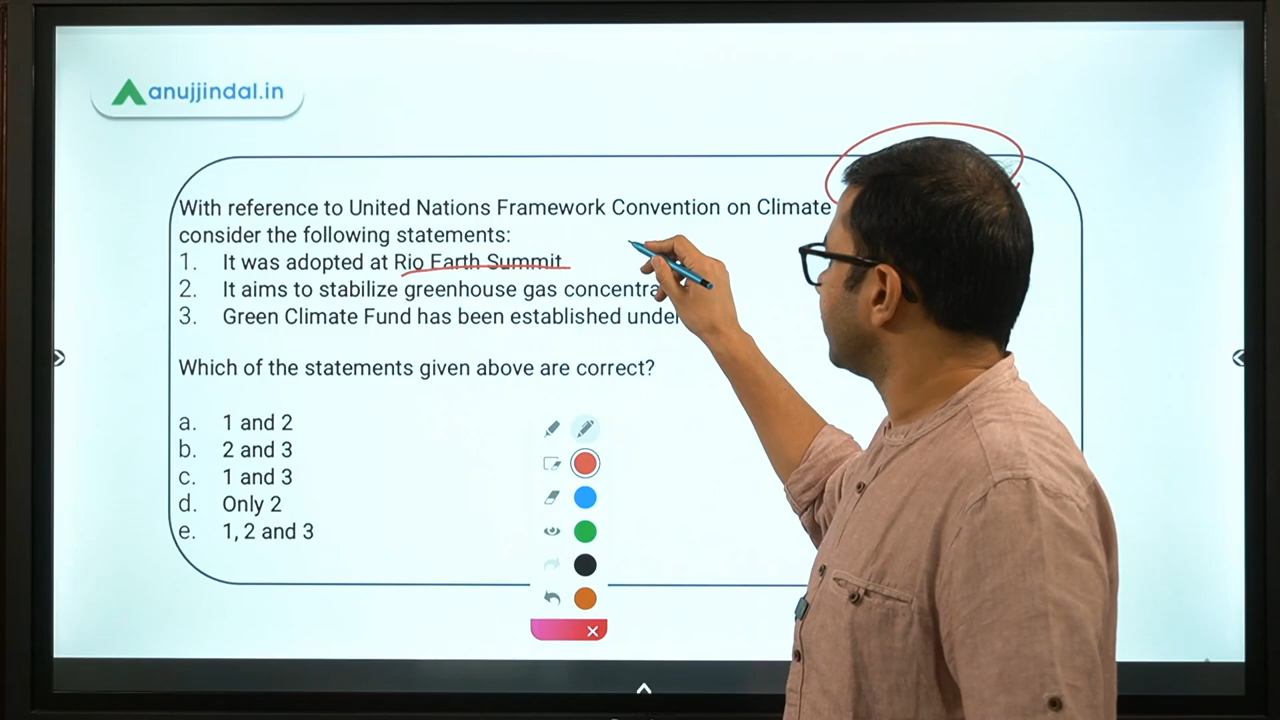 anujjindal.in
With reference to United Nations Framework Convention on Climate
consider the following statements:
1. It was adopted at Rio Earth Summit
2. It aims to stabilize greenhouse gas
3. Green Climate Fund has been established under
Which of the statements given above are correct?
a. 1 and 2
b. 2 and 3
c. 1 and 3
d. Only 2
e. 1, 2 and 3